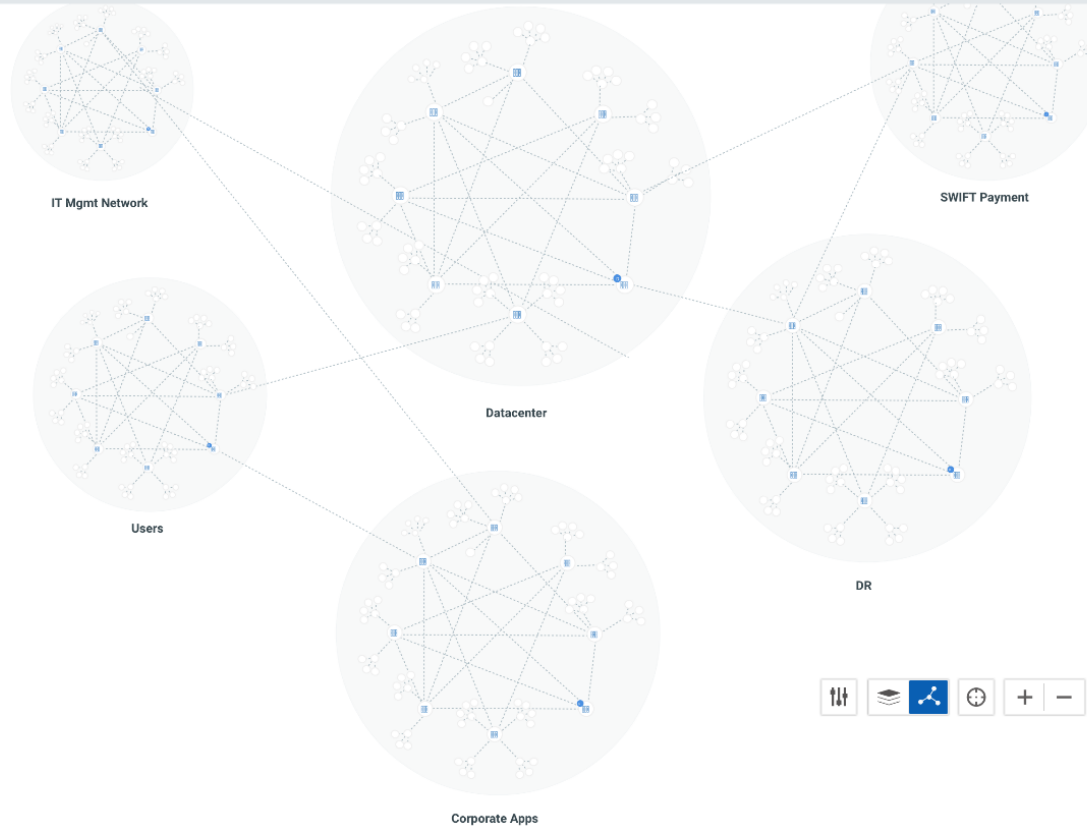 IT Mgmt Network
SWIFT Payment
Datacenter
Users
DR
Corporate Apps